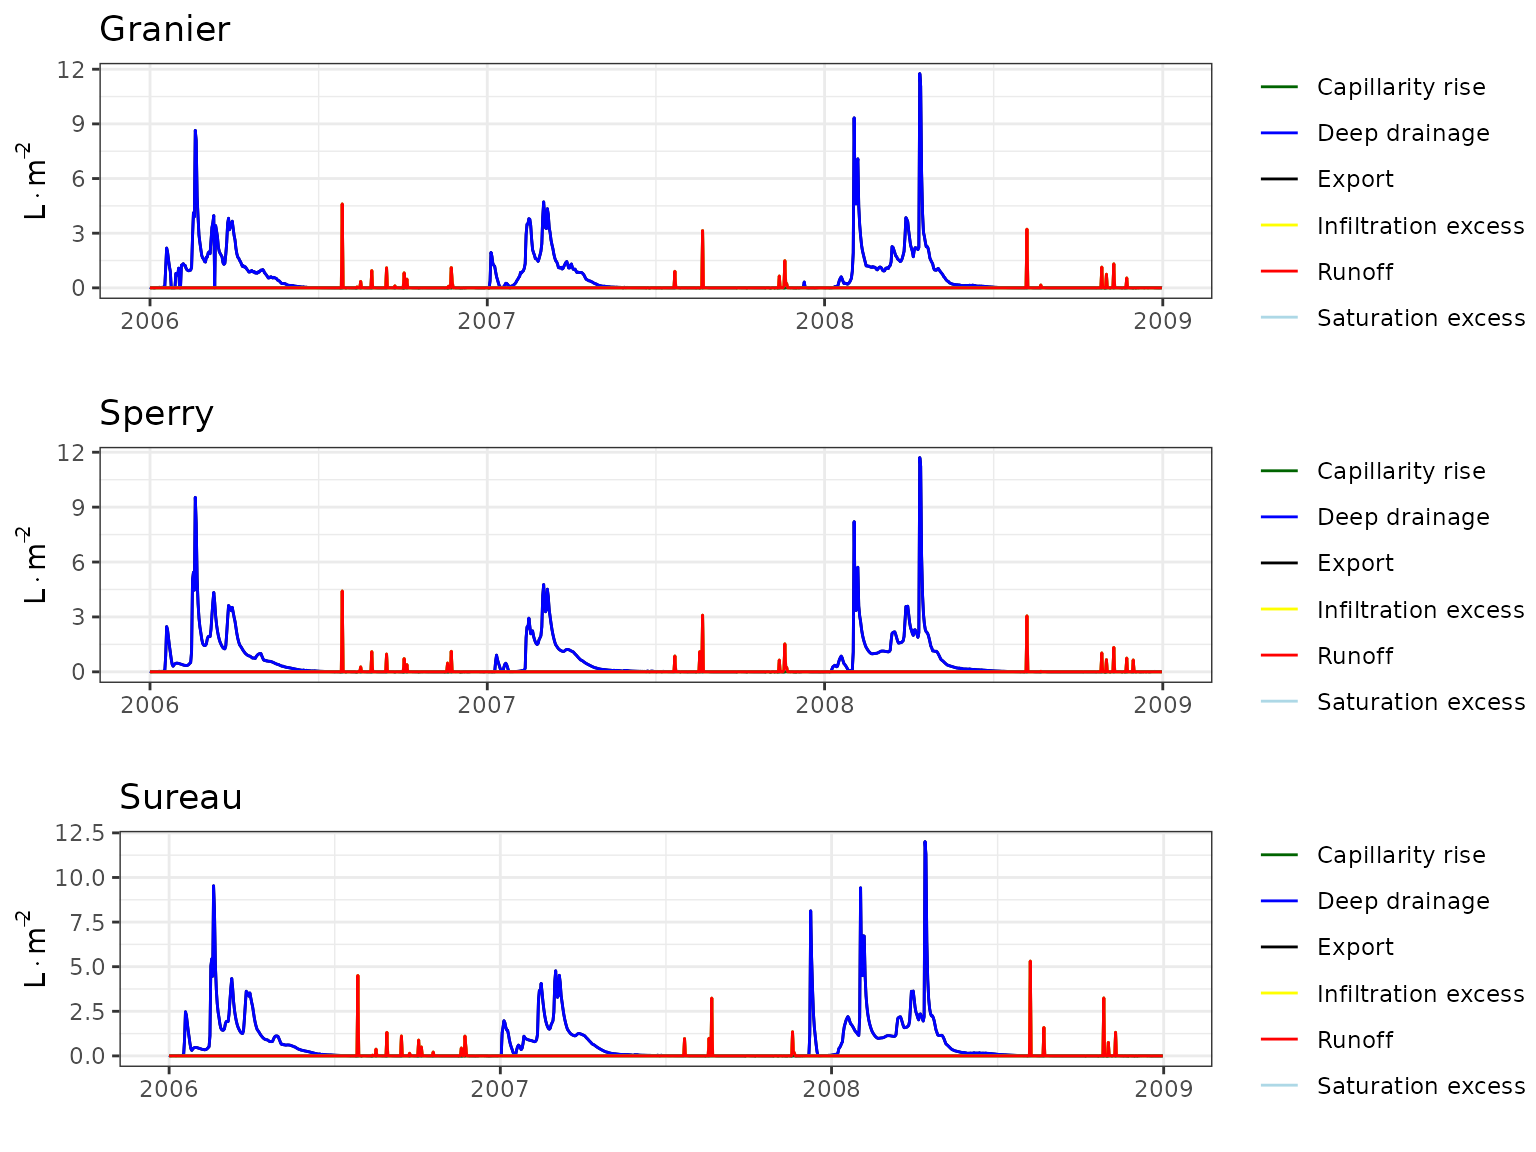 Granier
L·m⁻²
12
9
6
3
0
2006 2007 2008 2009
Capillarity rise
Deep drainage
Export
Infiltration excess
Runoff
Saturation excess
Sperry
L·m⁻²
12
9
6
3
0
2006 2007 2008 2009
Capillarity rise
Deep drainage
Export
Infiltration excess
Runoff
Saturation excess
Sureau
L·m⁻²
12.5
10.0
7.5
5.0
2.5
0.0
2006 2007 2008 2009
Capillarity rise
Deep drainage
Export
Infiltration excess
Runoff
Saturation excess